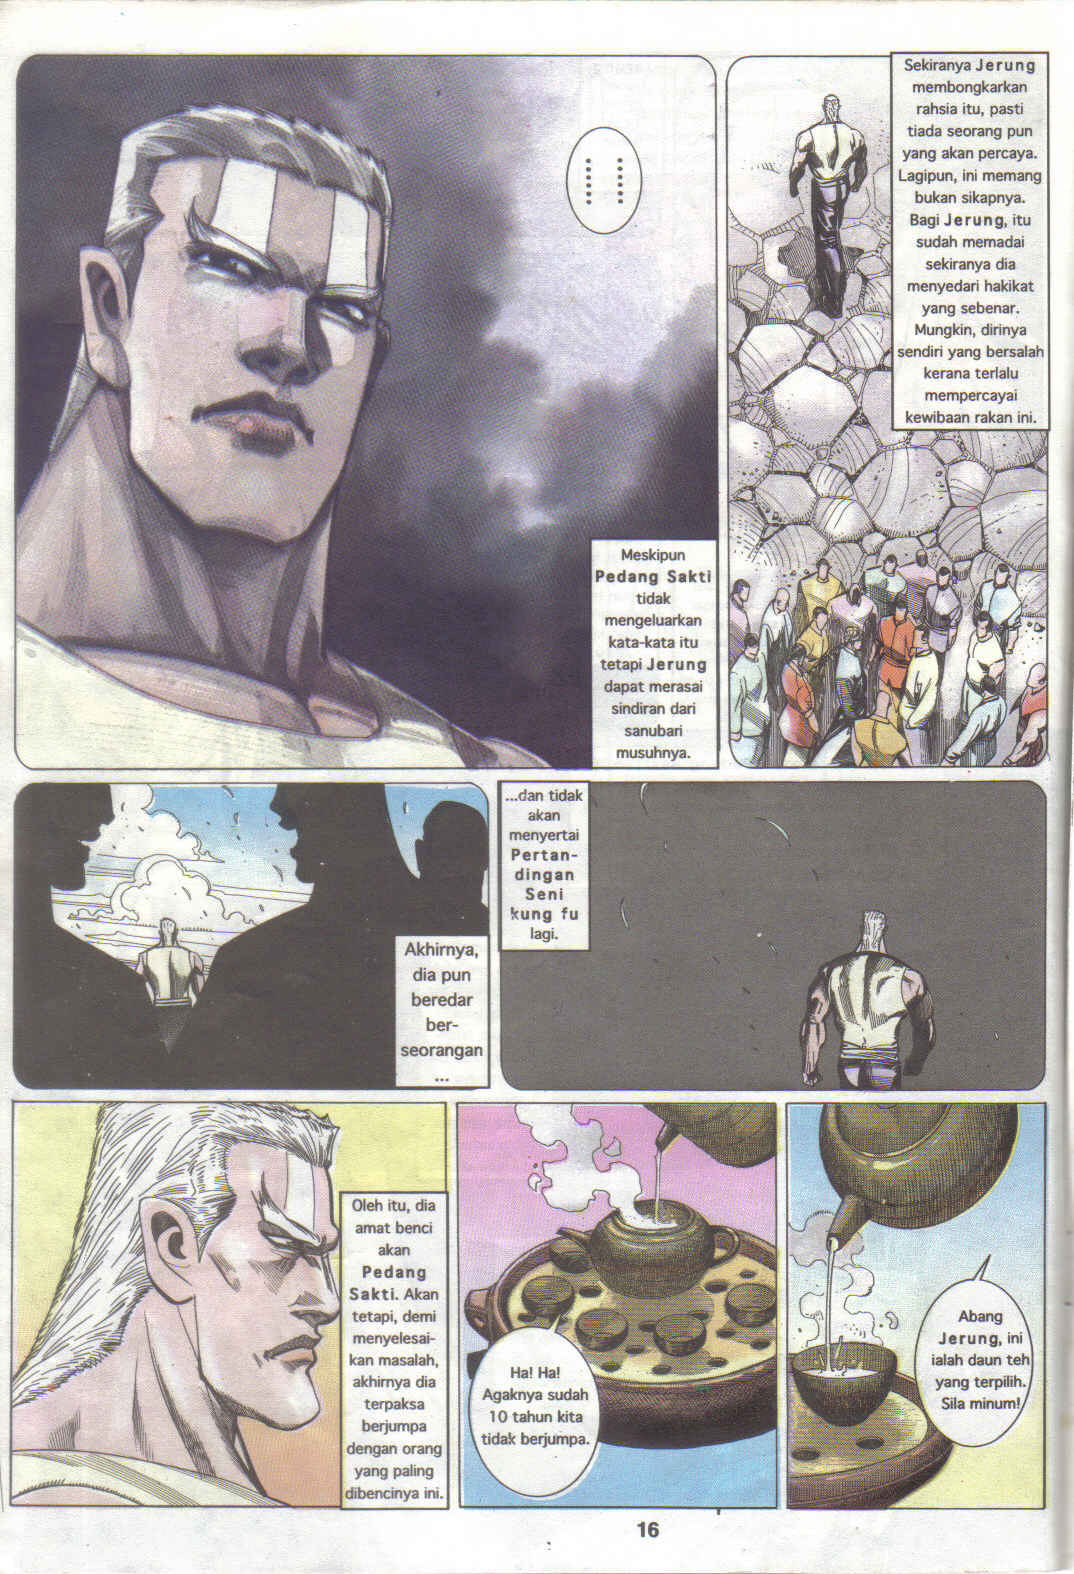 Meskipun
Pedang Sakti
tidak
mengeluarkan
kata-kata itu
tetapi Jerung
dapat merasai
sindiran dari
sanubari
musuhnya.
Sekiranya Jerung
membongkarkan
rahsia itu, pasti
tiada seorang pun
yang akan percaya.
Lagipun, ini memang
bukan sikapnya.
Bagi Jerung, itu
sudah memadai
sekiranya dia
menyedari hakikat
yang sebenar.
Mungkin, dirinya
sendiri yang bersalah
kerana terlalu
mempercayai
kewibaan rakan ini.
Akhirnya,
dia pun
beredar
ber-
seorangan
...
...dan tidak
akan
menyertai
Pertan-
dingan
Seni
kung fu
lagi.
Oleh itu, dia
amat benci
akan
Pedang
Sakti. Akan
tetapi, demi
menyelesai-
kan masalah,
akhirnya dia
terpaksa
berjumpa
dengan orang
yang paling
dibencinya ini.
Ha! Ha!
Agaknya sudah
10 tahun kita
tidak berjumpa.
Abang
Jerung, ini
ialah daun teh
yang terpilih.
Sila minum!
16